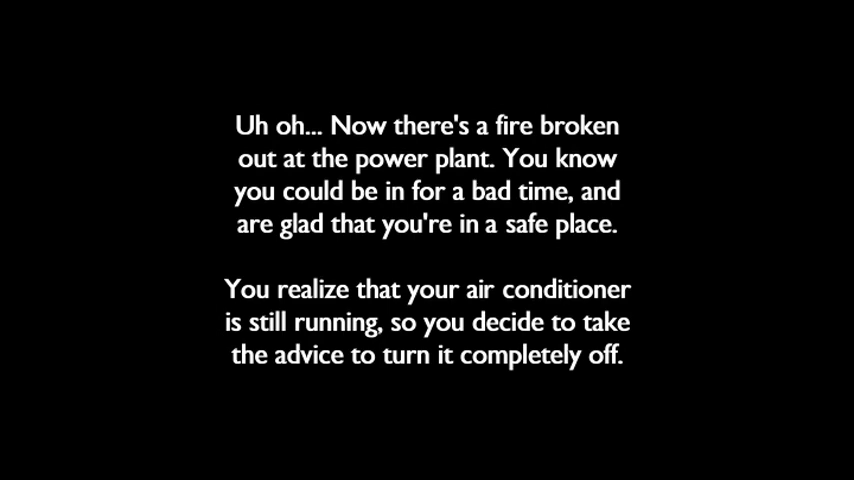 Uh oh... Now there's a fire broken
out at the power plant. You know
you could be in for a bad time, and
are glad that you're in a safe place.
You realize that your air conditioner
is still running, so you decide to take
the advice to turn it completely off.